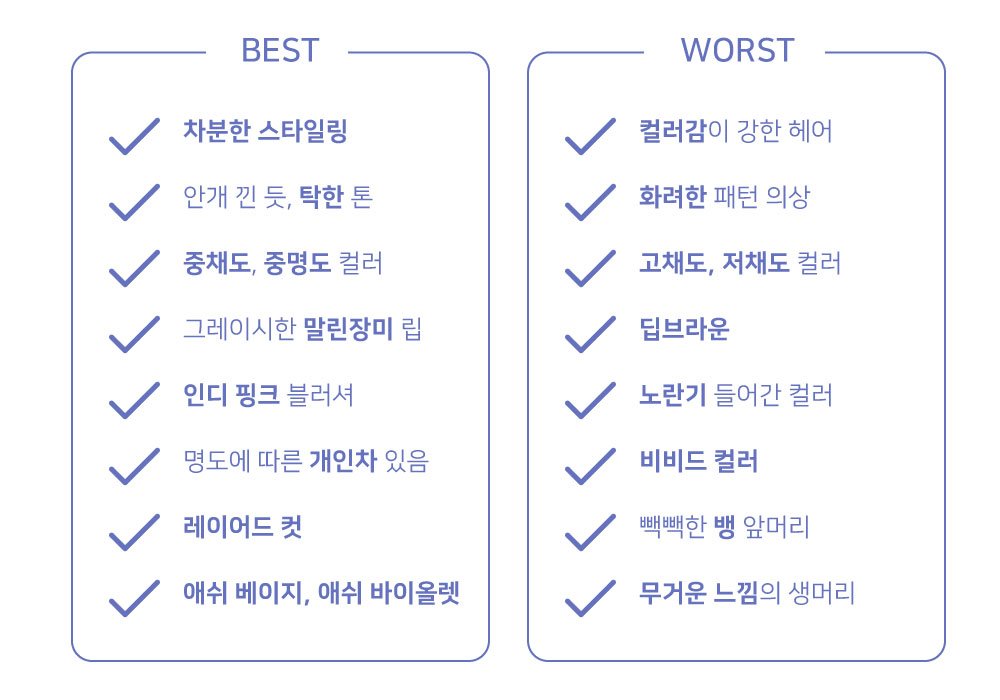 BEST
차분한 스타일링
안개 낀 듯, 탁한 톤
중채도, 중명도 컬러
그레이시한 말린장미 립
인디 핑크 블러셔
명도에 따른 개인차 있음
레이어드 컷
애쉬 베이지, 애쉬 바이올렛
WORST
컬러감이 강한 헤어
화려한 패턴 의상
고채도, 저채도 컬러
딥브라운
노란기 들어간 컬러
비비드 컬러
빽빽한 뱅 앞머리
무거운 느낌의 생머리